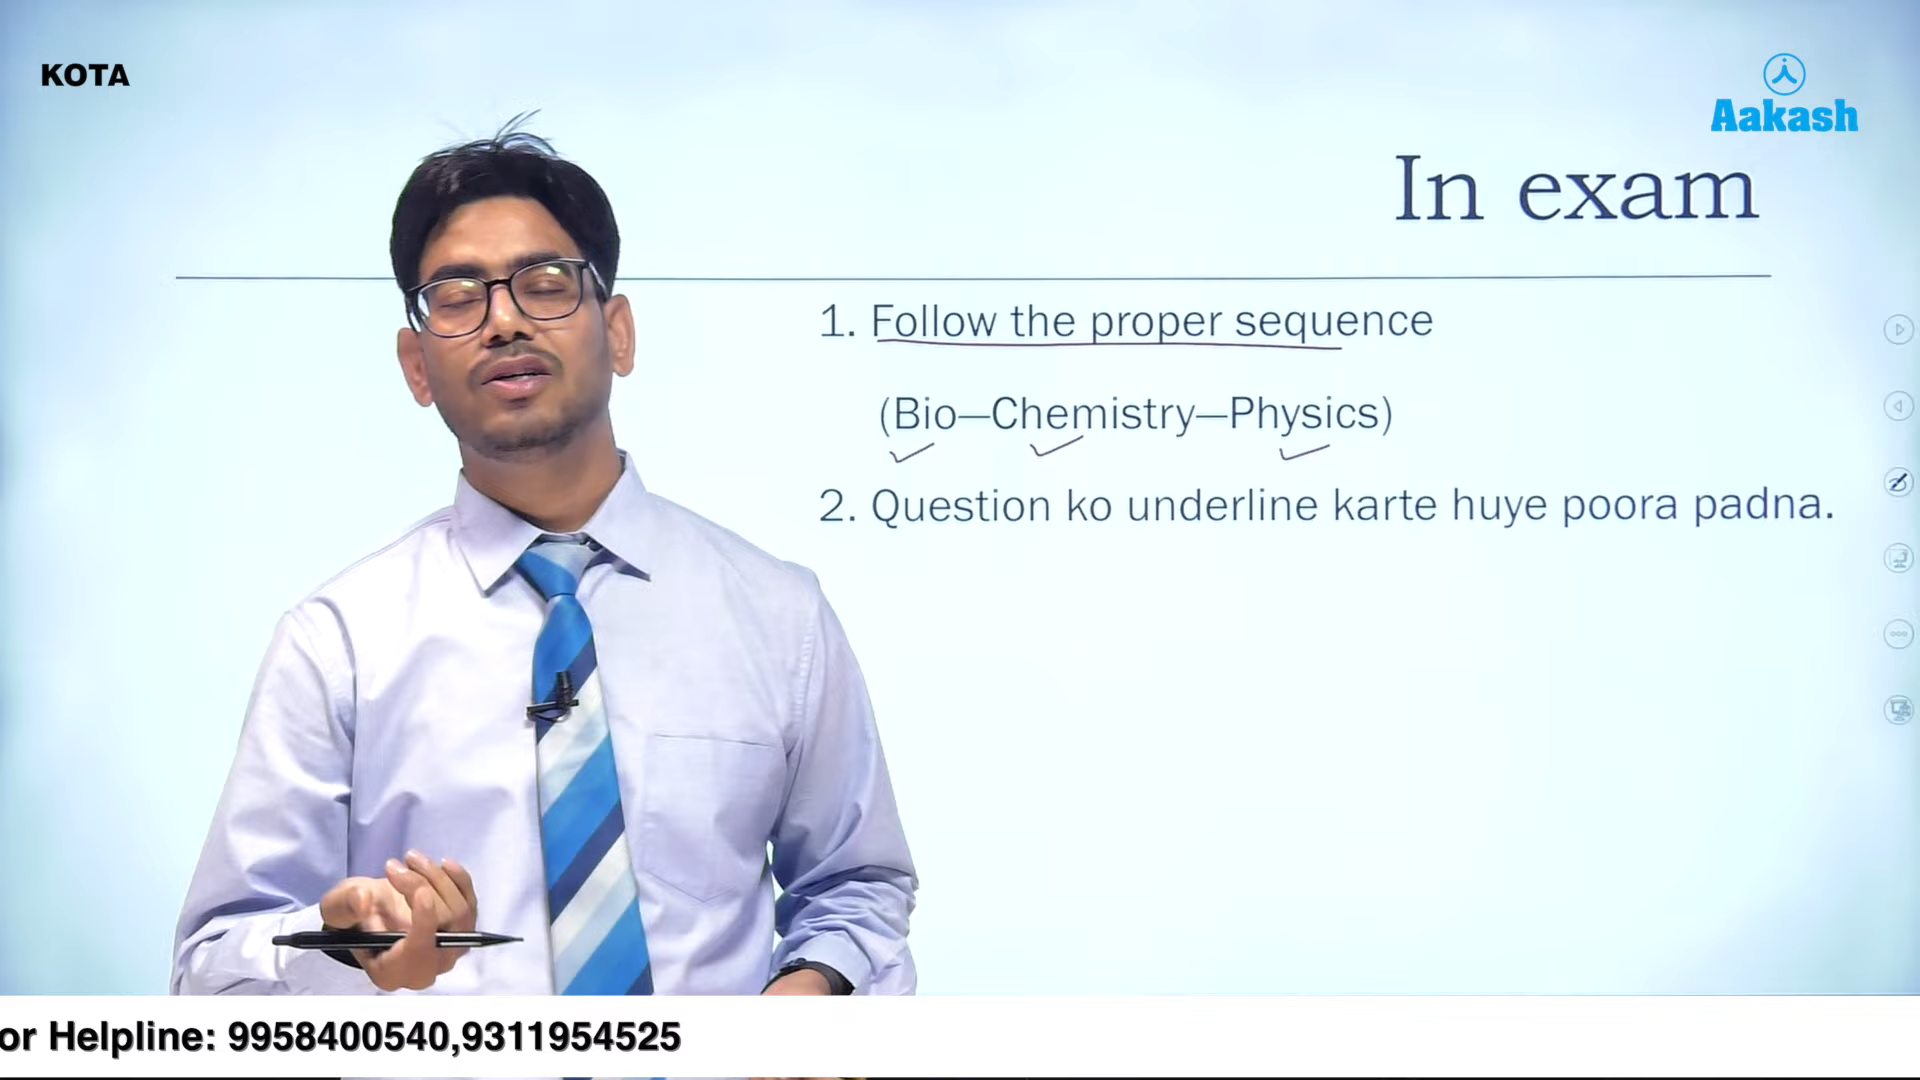 KOTA
Aakash
In exam
1. Follow the proper sequence
(Bio—Chemistry—Physics)
2. Question ko underline karte huye poora padna.
or Helpline: 9958400540,9311954525